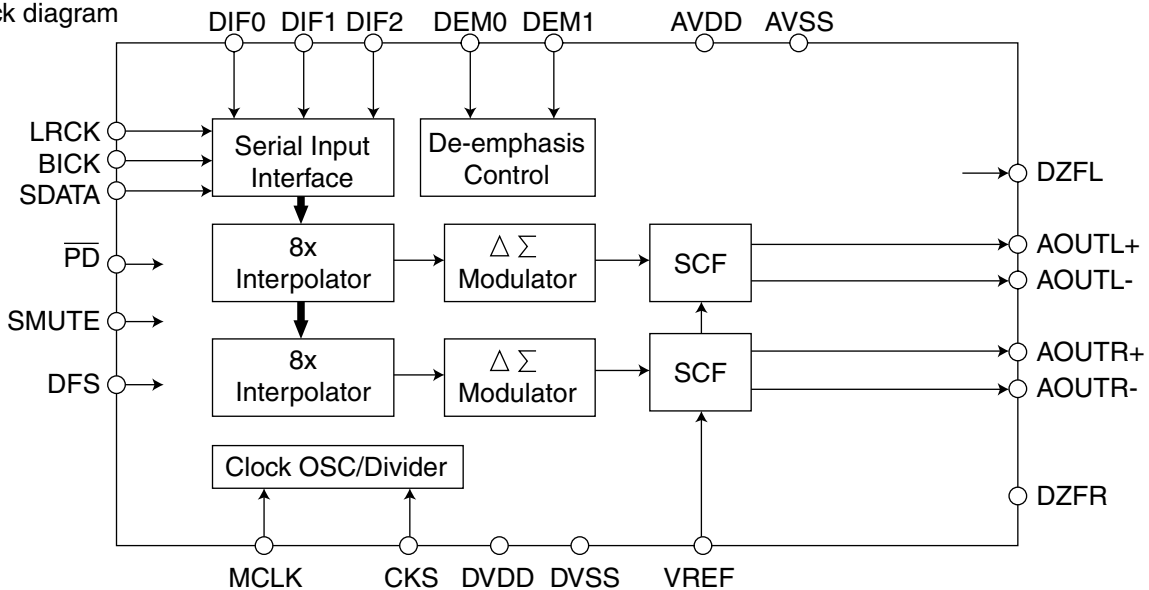 ck diagram
DIF0 DIF1 DIF2 DEM0 DEM1 AVDD AVSS
LRCK
BICK
SDATA
Serial Input
Interface
De-emphasis
Control
DZFL
PD
8x
Interpolator
Δ Σ
Modulator
SCF
AOUTL+
AOUTL-
SMUTE
DFS
8x
Interpolator
Δ Σ
Modulator
SCF
AOUTR+
AOUTR-
Clock OSC/Divider
DZFR
MCLK CKS DVDD DVSS VREF